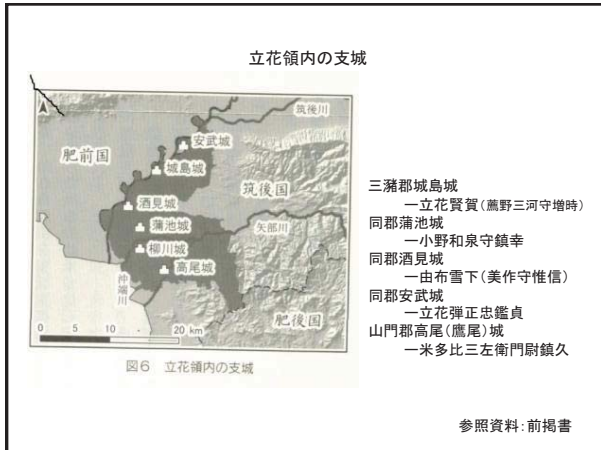 立花領内の支城
筑後川
安武城
肥前国
城島城
筑後国
酒見城
蒲池城
矢部川
柳川城
高尾城
沖端川
肥後国
0 5 10 - 20 km
図6 立花領内の支城
三潴郡城島城
―立花賢賀(薦野三河守増時)
同郡蒲池城
―小野和泉守鎮幸
同郡酒見城
―由布雪下(美作守惟信)
同郡安武城
―立花弾正忠鑑貞
山門郡高尾(鷹尾)城
―米多比三左衛門尉鎮久
参照資料:前掲書